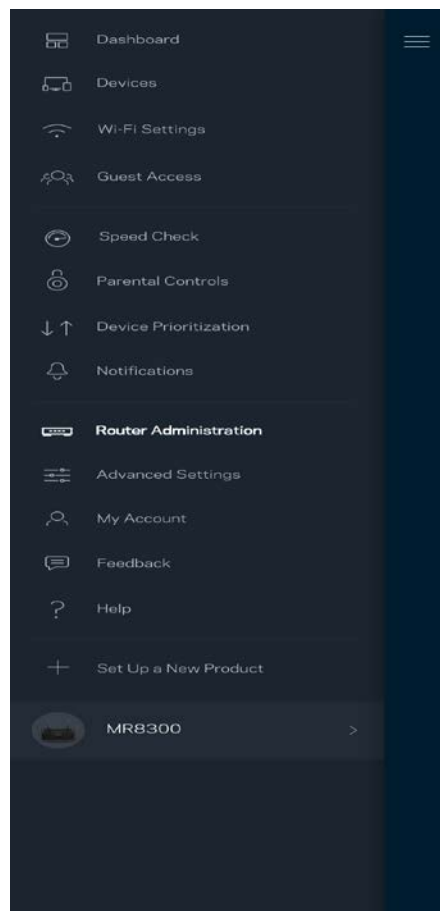 Dashboard
Devices
Wi-Fi Settings
Guest Access
Speed Check
Parental Controls
Device Prioritization
Notifications
Router Administration
Advanced Settings
My Account
Feedback
Help
Set Up a New Product
MR8300 >